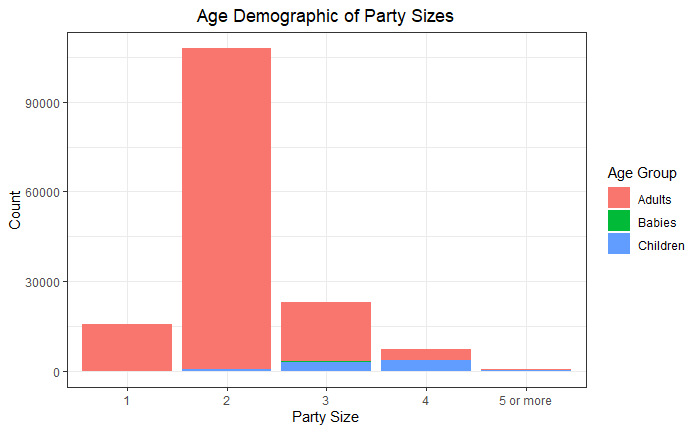 Age Demographic of Party Sizes
Count
90000
60000
30000
0
1 2 3 4 5 or more
Party Size
Age Group
Adults
Babies
Children